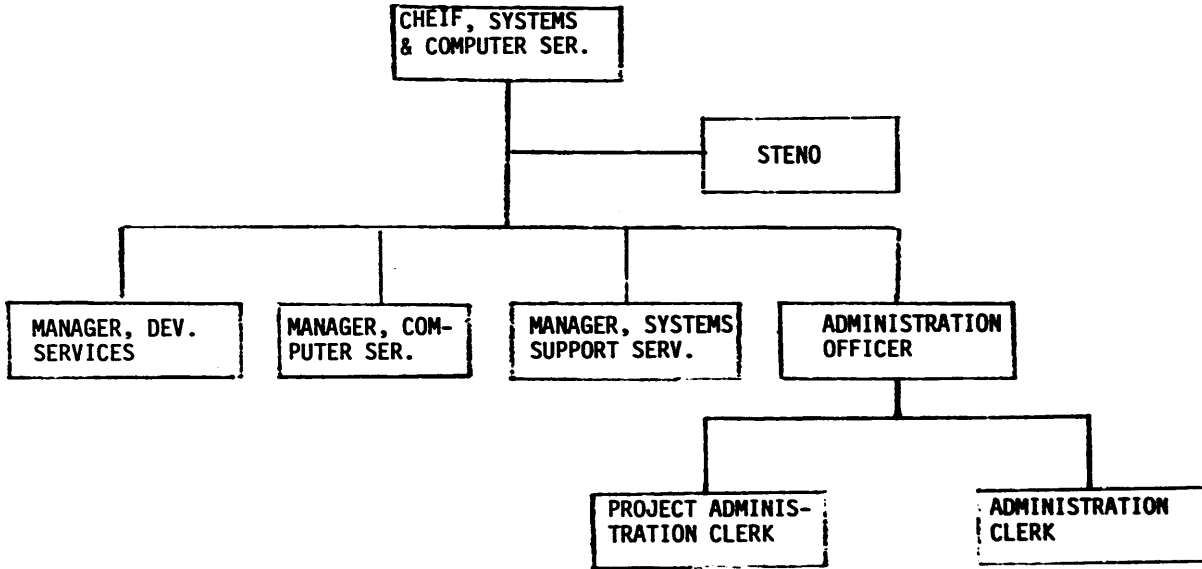 CHEIF, SYSTEMS
& COMPUTER SER.
STENO
MANAGER, DEV.
SERVICES
MANAGER, COM-
PUTER SER.
MANAGER, SYSTEMS
SUPPORT SERV.
ADMINISTRATION
OFFICER
PROJECT ADMINIS-
TRATION CLERK
ADMINISTRATION
CLERK